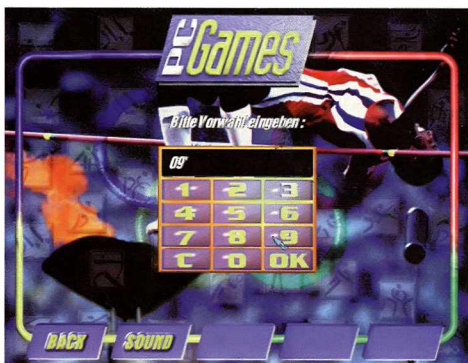 PC Games
Bitte Vorwahl eingeben :
09
1 2 3
4 5 6
7 8 9
C 0 OK
BACK SOUND